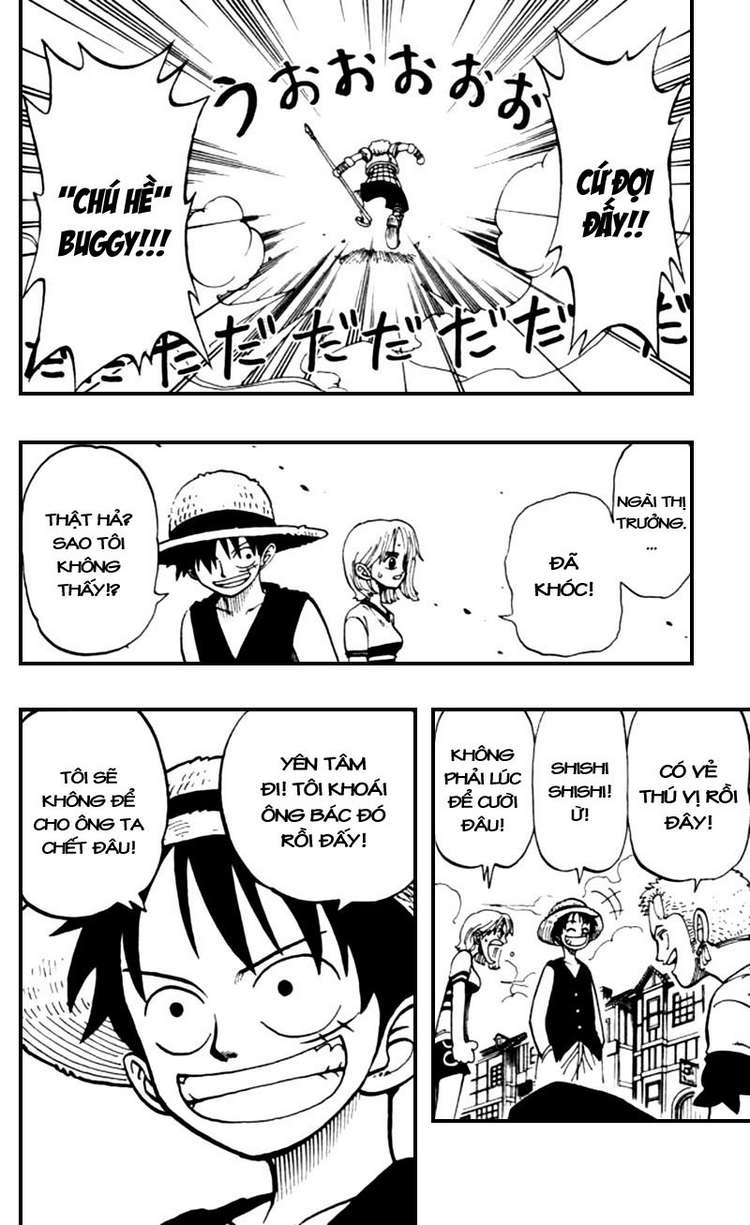 うおおおおお
CỨ ĐỢI
ĐẤY!!
"CHÚ HỀ"
BUGGY!!!
だだだだだだだ
NGÀI THỊ
TRƯỞNG.
...
ĐÃ
KHÓC!
THẬT HẢ?
SAO TÔI
KHÔNG
THẤY!?
CÓ VẺ
THÚ VỊ RỒI
ĐÂY!
SHISHI
SHISHI!
Ừ!
KHÔNG
PHẢI LÚC
ĐỂ CƯỜI
ĐÂU!
YÊN TÂM
ĐI! TÔI KHOÁI
ÔNG BÁC ĐÓ
RỒI ĐẤY!
TÔI SẼ
KHÔNG ĐỂ
CHO ÔNG TA
CHẾT ĐÂU!